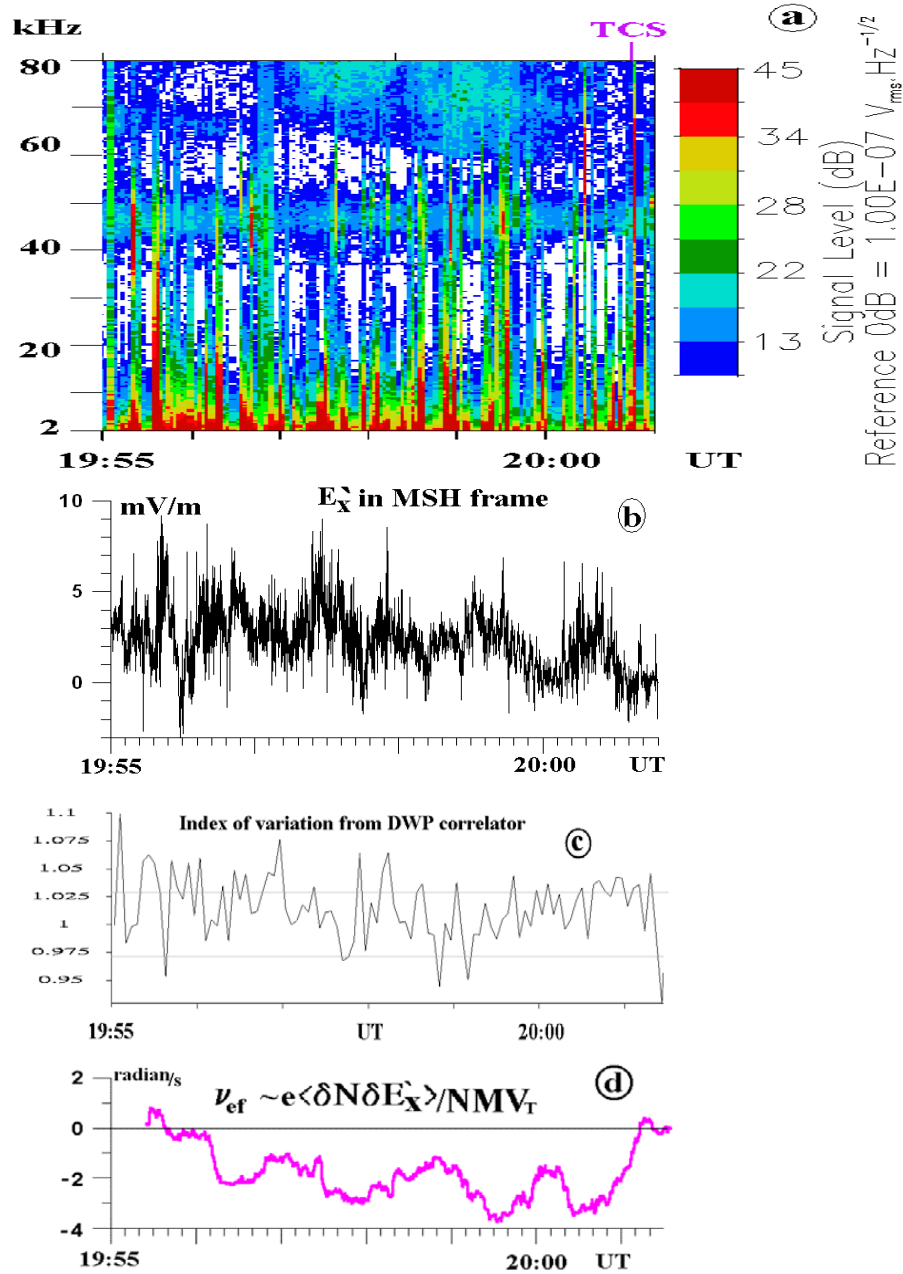 kHz
TCS
a
80
60
40
20
2
19:55
20:00
UT
45
34
28
22
13
Signal Level (dB)
Reference 0dB = 1.00E-07 Vrms.Hz-1/2
10
mV/m
Ex` in MSH frame
b
5
0
19:55
20:00
UT
1.1
Index of variation from DWP correlator
c
1.075
1.05
1.025
1
0.975
0.95
19:55
UT
20:00
2
radian/s
νef ~e<δNδEx`>/NMVT
d
0
-2
-4
19:55
20:00
UT